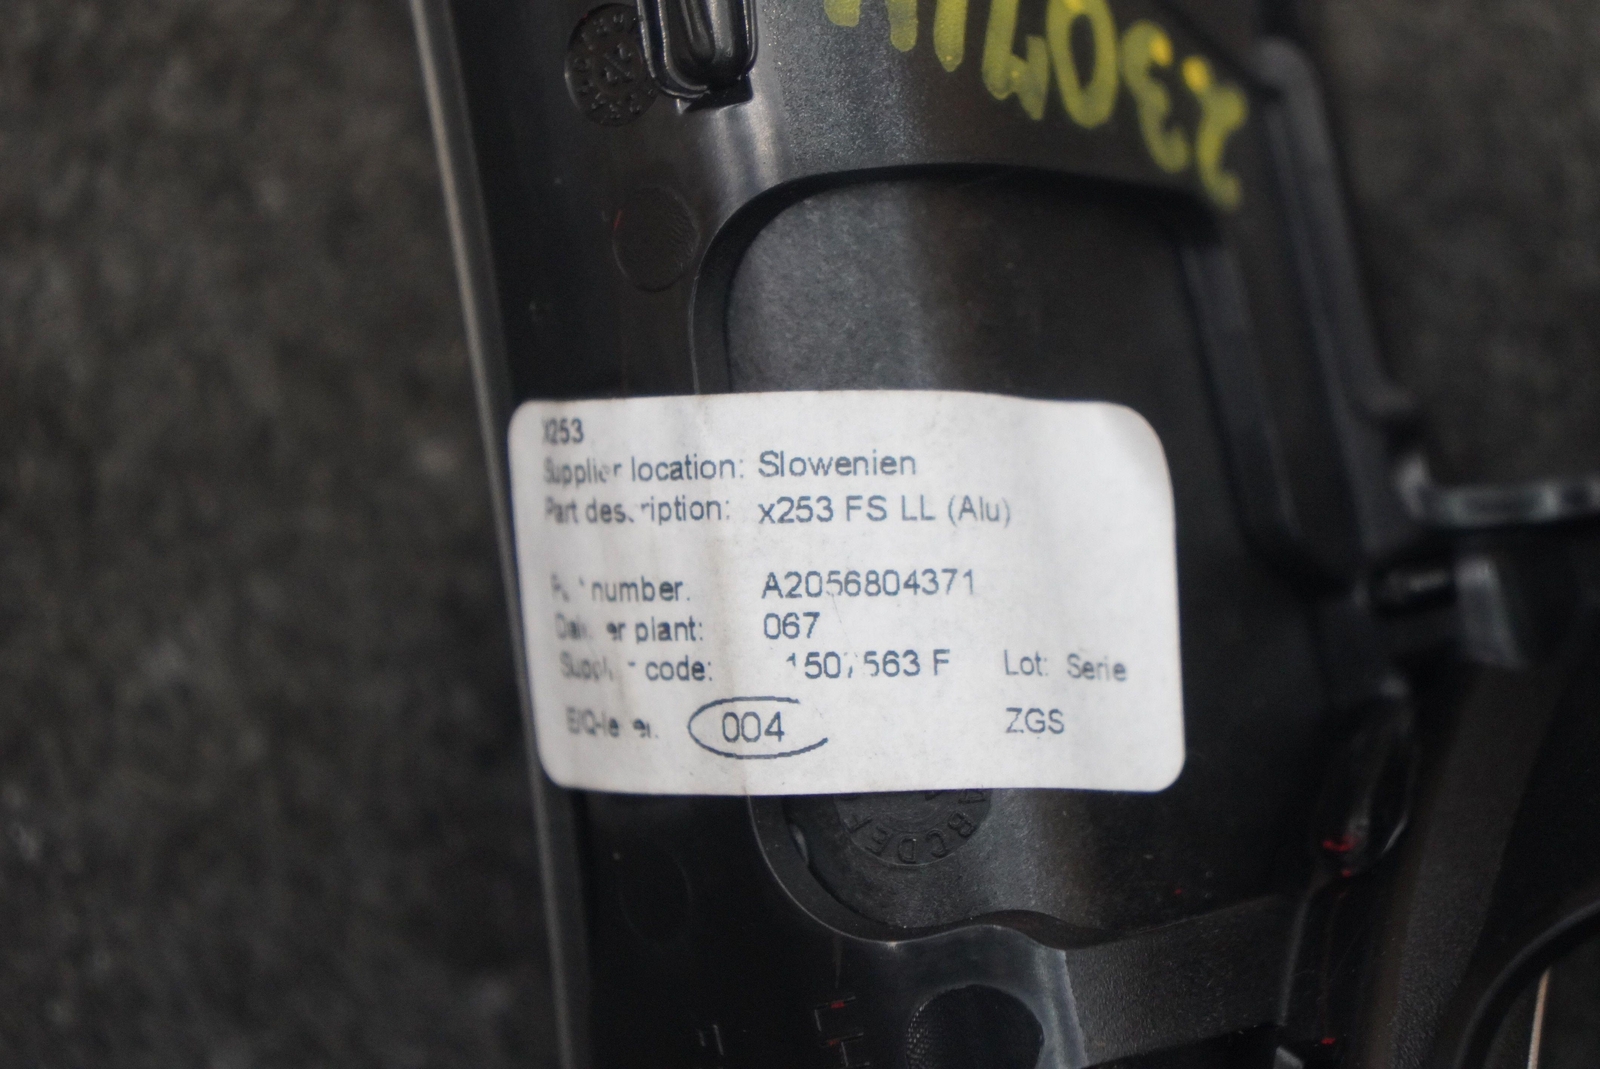 X253
Supplier location: Slowenien
Part description: x253 FS LL (Alu)
number. A2056804371
plant: 067
code: 563 F Lot: Serie
004 ZGS
ABCDEF